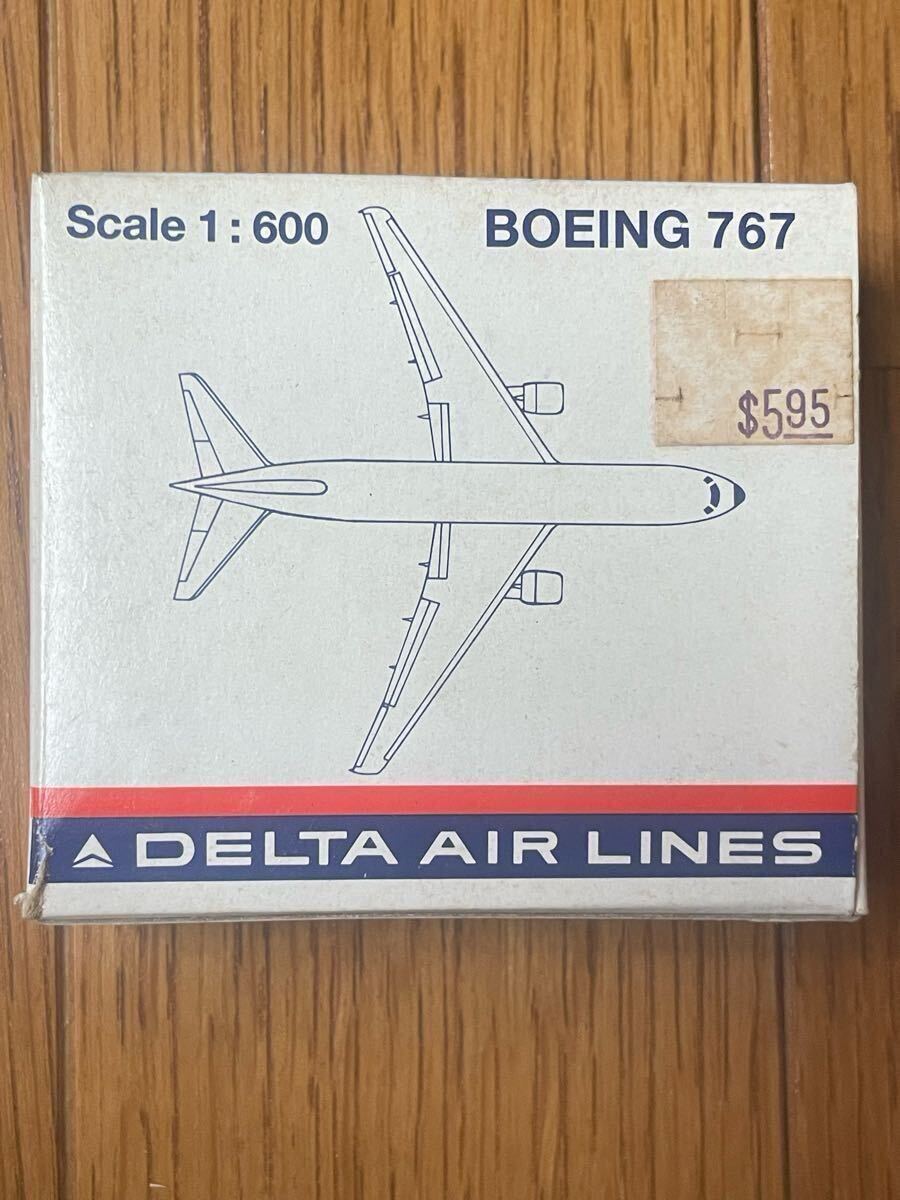 Scale 1:600
BOEING 767
$5.95
DELTA AIR LINES